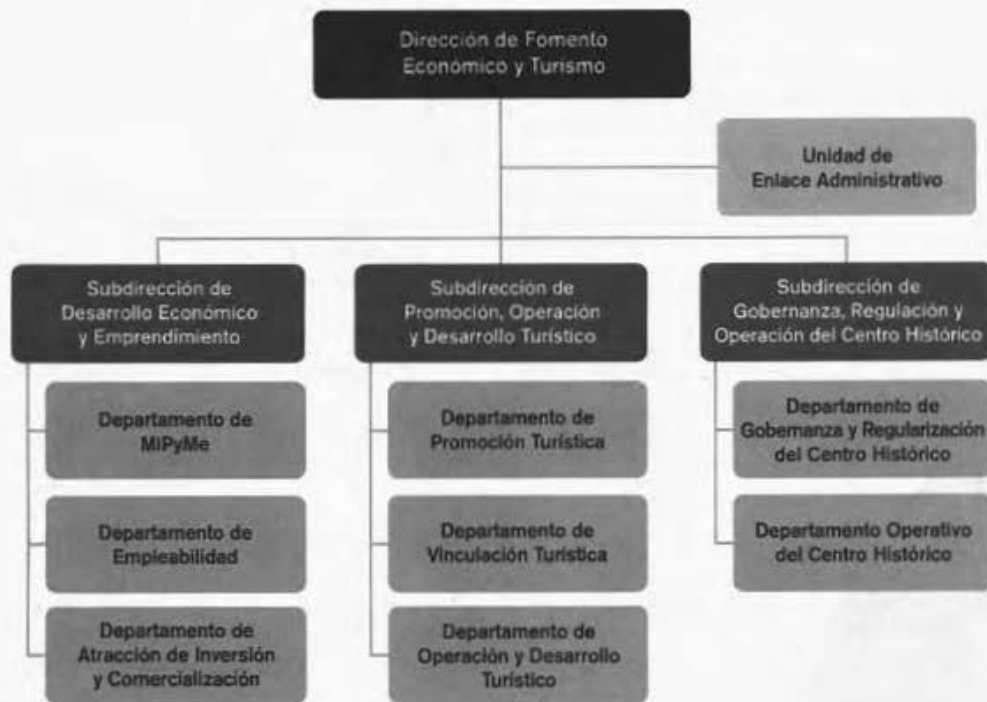 Dirección de Fomento
Económico y Turismo
Unidad de
Enlace Administrativo
Subdirección de
Desarrollo Económico
y Emprendimiento
Subdirección de
Promoción, Operación
y Desarrollo Turístico
Subdirección de
Gobernanza, Regulación y
Operación del Centro Histórico
Departamento de
MIPyMe
Departamento de
Promoción Turística
Departamento de
Gobernanza y Regularización
del Centro Histórico
Departamento de
Empleabilidad
Departamento de
Vinculación Turística
Departamento Operativo
del Centro Histórico
Departamento de
Atracción de Inversión
y Comercialización
Departamento de
Operación y Desarrollo
Turístico